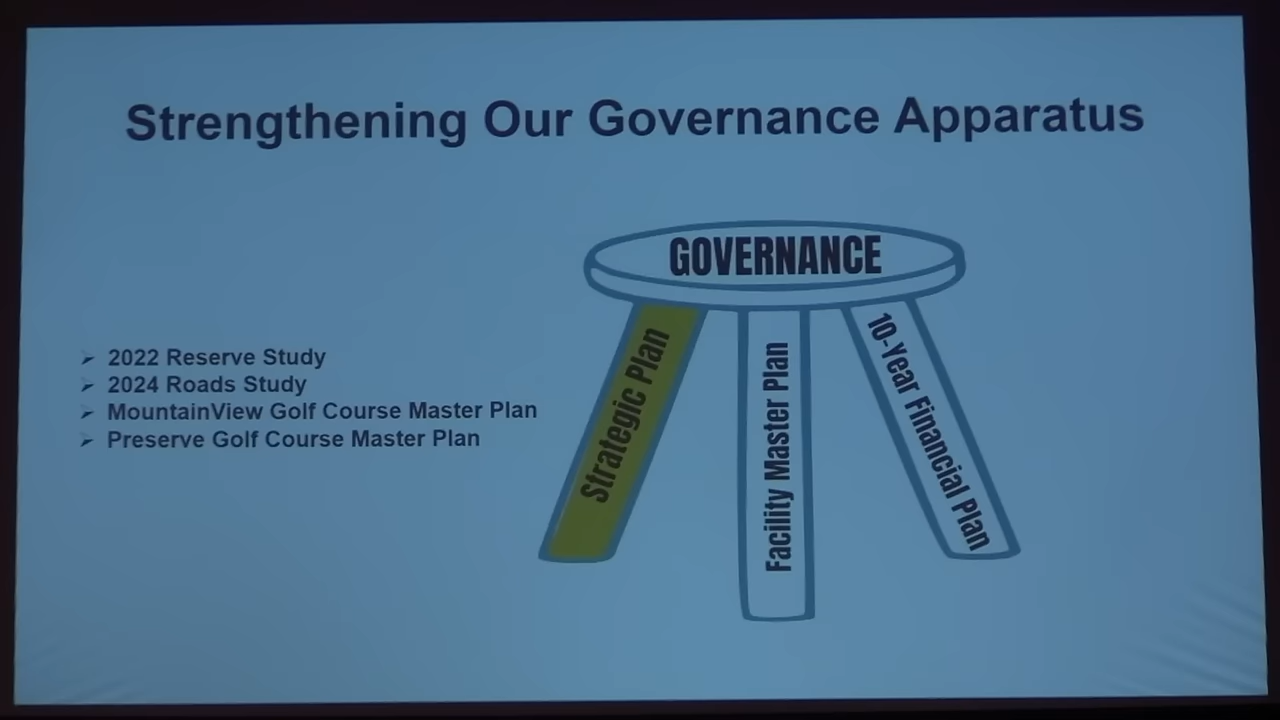 Strengthening Our Governance Apparatus
GOVERNANCE
2022 Reserve Study
2024 Roads Study
MountainView Golf Course Master Plan
Preserve Golf Course Master Plan
Strategic Plan
Facility Master Plan
10-Year Financial Plan